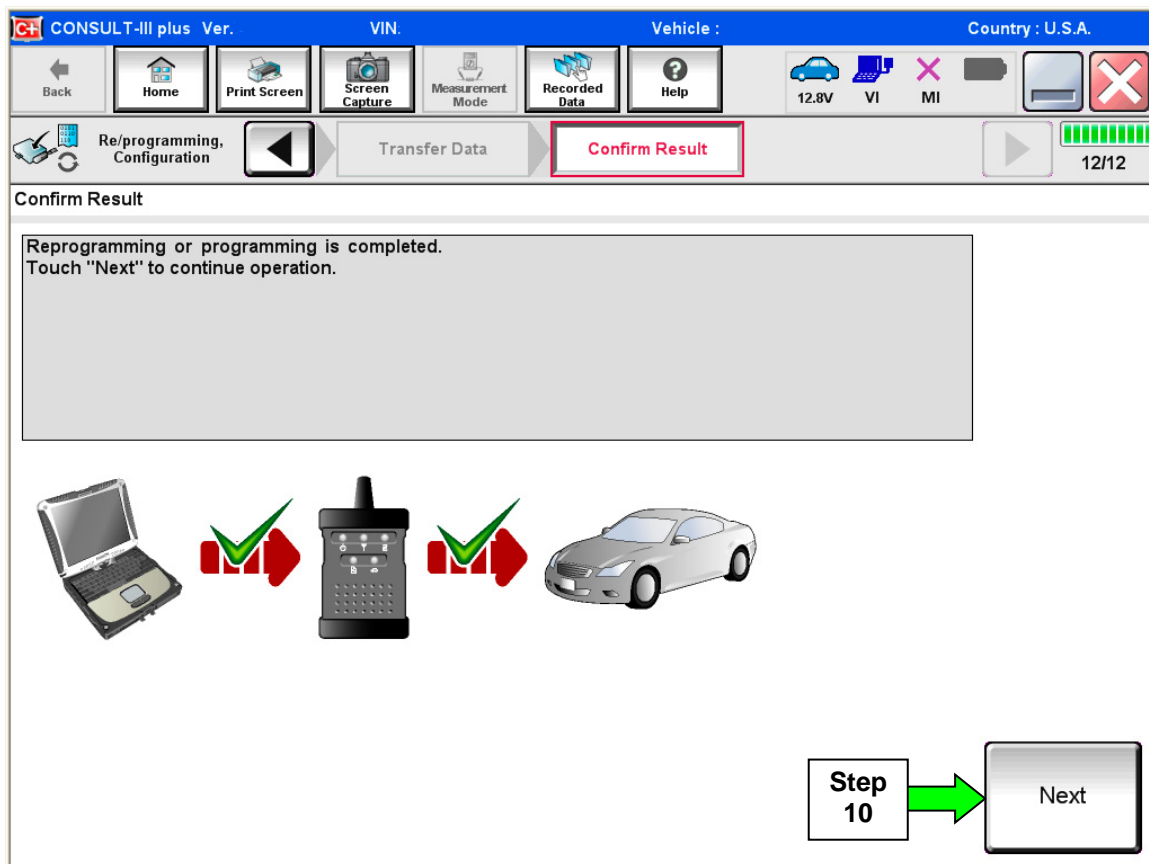 C+ CONSULT-III plus Ver. VIN: Vehicle : Country : U.S.A.
Back
Home
Print Screen
Screen
Capture
Measurement
Mode
Recorded
Data
Help
12.8V
VI
MI
Re/programming,
Configuration
Transfer Data
Confirm Result
12/12
Confirm Result
Reprogramming or programming is completed.
Touch "Next" to continue operation.
Step
10
Next